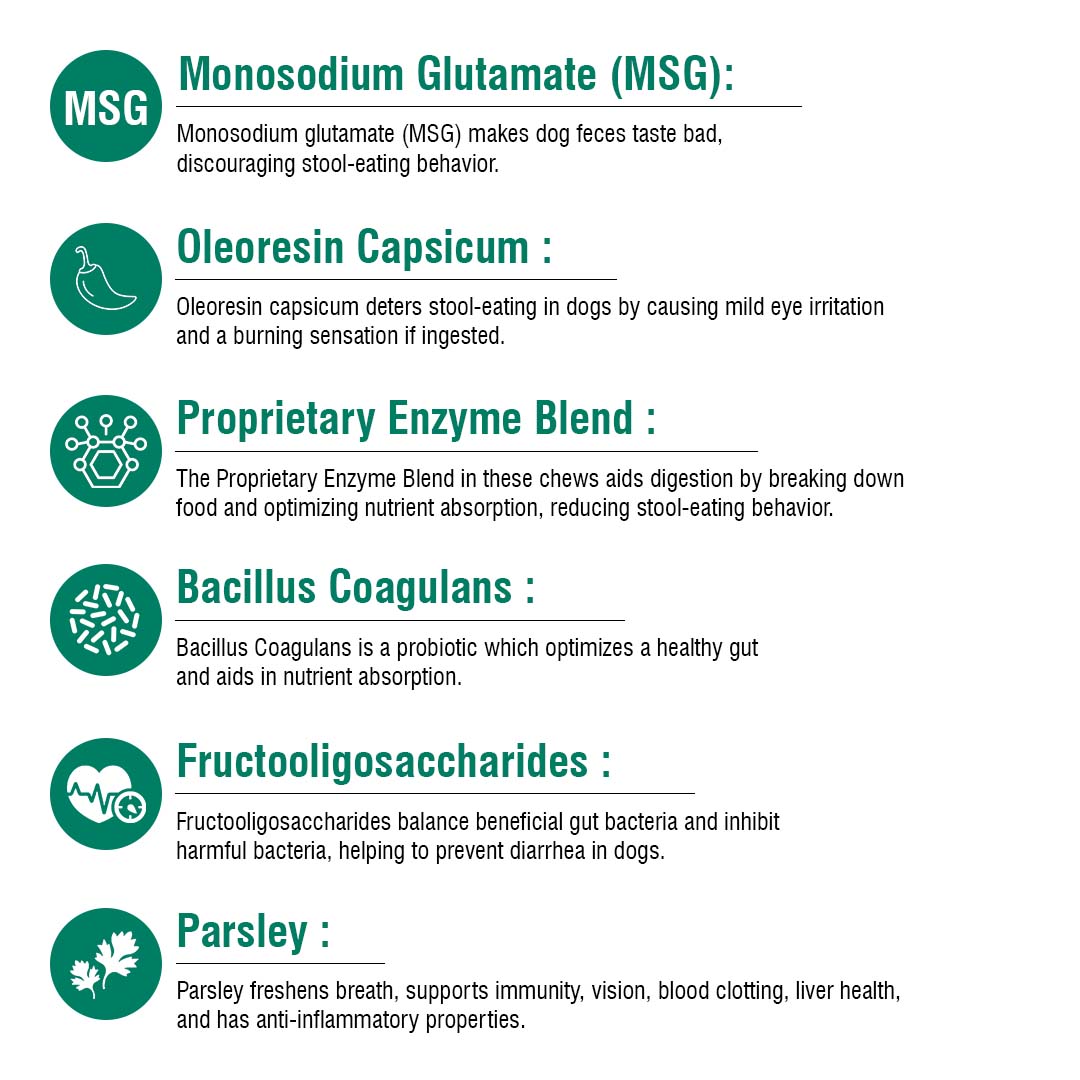 MSG
Monosodium Glutamate (MSG):
Monosodium glutamate (MSG) makes dog feces taste bad,
discouraging stool-eating behavior.
Oleoresin Capsicum :
Oleoresin capsicum deters stool-eating in dogs by causing mild eye irritation
and a burning sensation if ingested.
Proprietary Enzyme Blend :
The Proprietary Enzyme Blend in these chews aids digestion by breaking down
food and optimizing nutrient absorption, reducing stool-eating behavior.
Bacillus Coagulans :
Bacillus Coagulans is a probiotic which optimizes a healthy gut
and aids in nutrient absorption.
Fructooligosaccharides :
Fructooligosaccharides balance beneficial gut bacteria and inhibit
harmful bacteria, helping to prevent diarrhea in dogs.
Parsley :
Parsley freshens breath, supports immunity, vision, blood clotting, liver health,
and has anti-inflammatory properties.